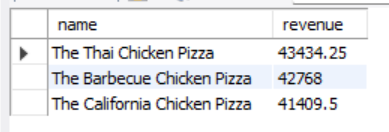 name revenue
The Thai Chicken Pizza 43434.25
The Barbecue Chicken Pizza 42768
The California Chicken Pizza 41409.5